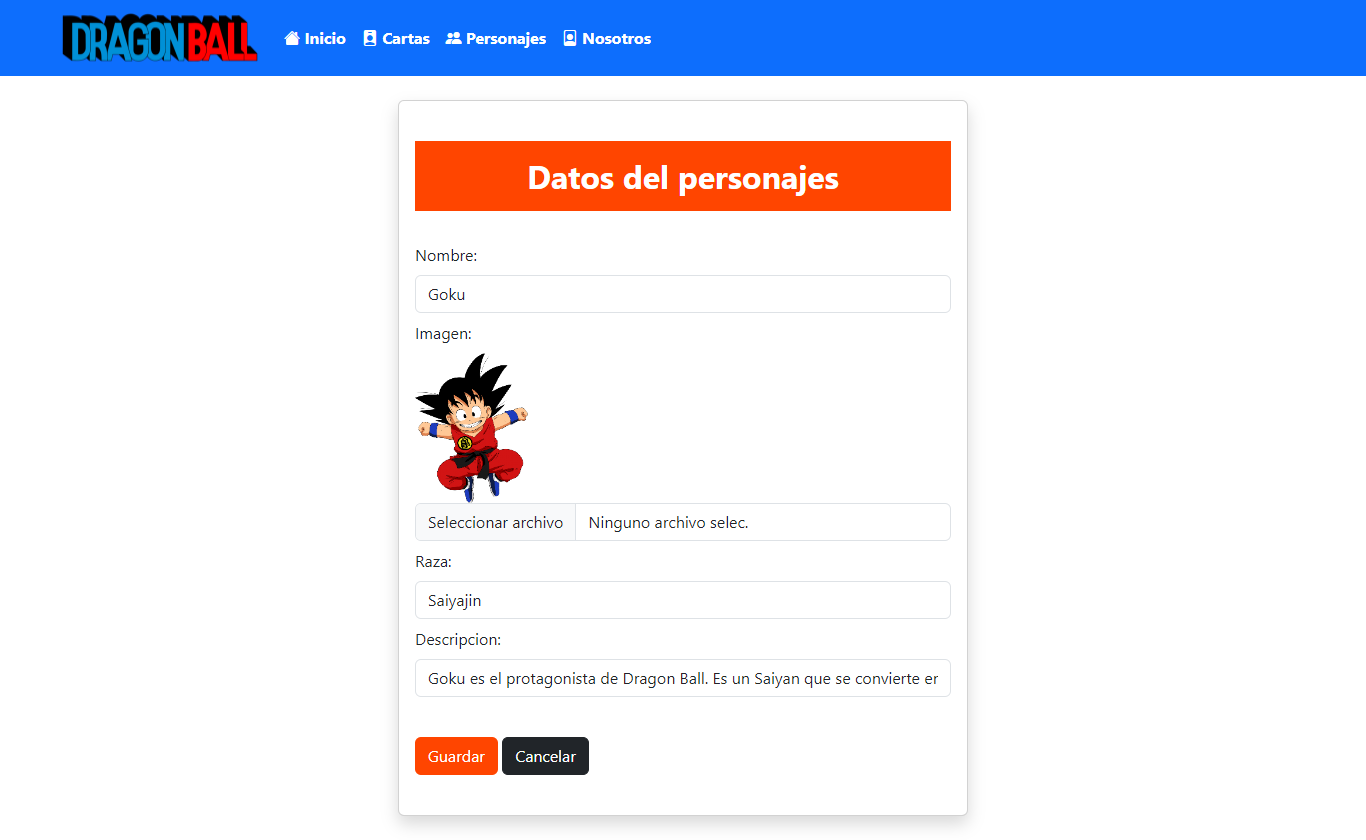 DRAGON BALL
Inicio Cartas Personajes Nosotros
Datos del personajes
Nombre:
Goku
Imagen:
Seleccionar archivo Ninguno archivo selec.
Raza:
Saiyajin
Descripcion:
Goku es el protagonista de Dragon Ball. Es un Saiyan que se convierte
Guardar Cancelar